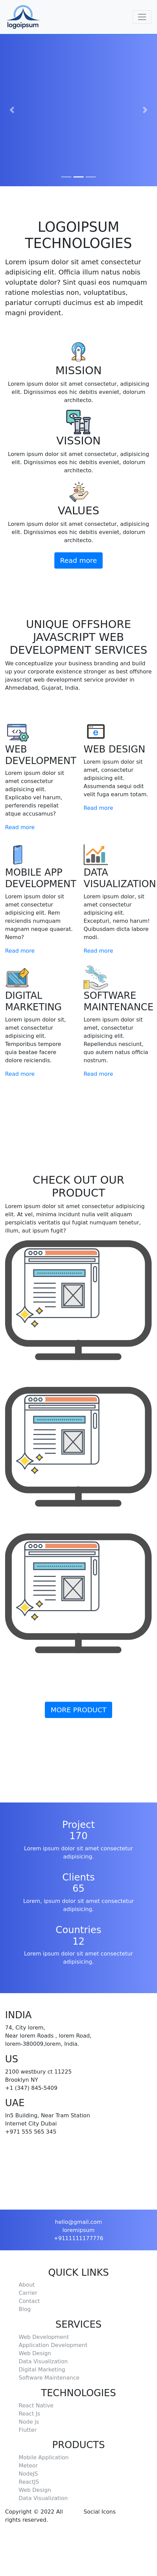 logoipsum
LOGOIPSUM
TECHNOLOGIES
Lorem ipsum dolor sit amet consectetur
adipisicing elit. Officia illum natus nobis
voluptate dolor? Sint quasi eos numquam
ratione molestias non, voluptatibus,
pariatur corrupti ducimus est ab impedit
magni provident.
MISSION
Lorem ipsum dolor sit amet consectetur, adipisicing
elit. Dignissimos eos hic debitis eveniet, dolorum
architecto.
VISSION
Lorem ipsum dolor sit amet consectetur, adipisicing
elit. Dignissimos eos hic debitis eveniet, dolorum
architecto.
VALUES
Lorem ipsum dolor sit amet consectetur, adipisicing
elit. Dignissimos eos hic debitis eveniet, dolorum
architecto.
Read more
UNIQUE OFFSHORE
JAVASCRIPT WEB
DEVELOPMENT SERVICES
We conceptualize your business branding and build
your corporate existence stronger as best offshore
javascript web development service provider in
Ahmedabad, Gujarat, India.
WEB
DEVELOPMENT
Lorem ipsum dolor sit
amet consectetur
adipisicing elit.
Explicabo vel harum,
perferendis repellat
atque accusamus?
Read more
WEB DESIGN
Lorem ipsum dolor sit
amet, consectetur
adipisicing elit.
Assumenda sequi odit
velit fuga earum totam.
Read more
MOBILE APP
DEVELOPMENT
Lorem ipsum dolor sit
amet consectetur
adipisicing elit. Rem
reiciendis numquam
magnam neque quaerat.
Nemo?
Read more
DATA
VISUALIZATION
Lorem ipsum dolor, sit
amet consectetur
adipisicing elit.
Excepturi, nemo harum!
Quibusdam dicta labore
modi.
Read more
DIGITAL
MARKETING
Lorem ipsum dolor sit,
amet consectetur
adipisicing elit.
Temporibus tempore
quia beatae facere
dolore reiciendis.
Read more
SOFTWARE
MAINTENANCE
Lorem ipsum dolor sit
amet, consectetur
adipisicing elit.
Repellendus nesciunt,
quo autem natus officia
nostrum.
Read more
CHECK OUT OUR
PRODUCT
Lorem ipsum dolor sit amet consectetur adipisicing
elit. At vel, minima incidunt nulla velit aliquam
perspiciatis veritatis qui fugiat numquam tenetur,
illum, aut ipsum fugit?
MORE PRODUCT
Project
170
Lorem ipsum dolor sit amet consectetur
adipisicing.
Clients
65
Lorem, ipsum dolor sit amet consectetur
adipisicing.
Countries
12
Lorem ipsum dolor sit amet consectetur
adipisicing.
INDIA
74, City lorem,
Near lorem Roads , lorem Road,
lorem-380009,lorem, India.
US
2100 westbury ct 11225
Brooklyn NY
+1 (347) 845-5409
UAE
In5 Building, Near Tram Station
Internet City Dubai
+971 555 565 345
hello@gmail.com
loremipsum
+9111111177776
QUICK LINKS
About
Carrier
Contact
Blog
SERVICES
Web Development
Application Development
Web Design
Data Visualization
Digital Marketing
Software Maintenance
TECHNOLOGIES
React Native
React Js
Node js
Flutter
PRODUCTS
Mobile Application
Meteor
NodeJS
ReactJS
Web Design
Data Visualization
Copyright © 2022 All
rights reserved.
Social Icons